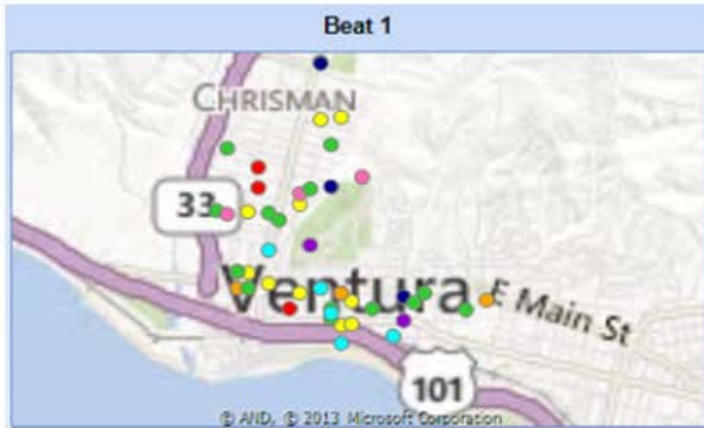 Beat 1
CHRISMAN
33
Ventura
E Main St
101
© AND, © 2013 Microsoft Corporation